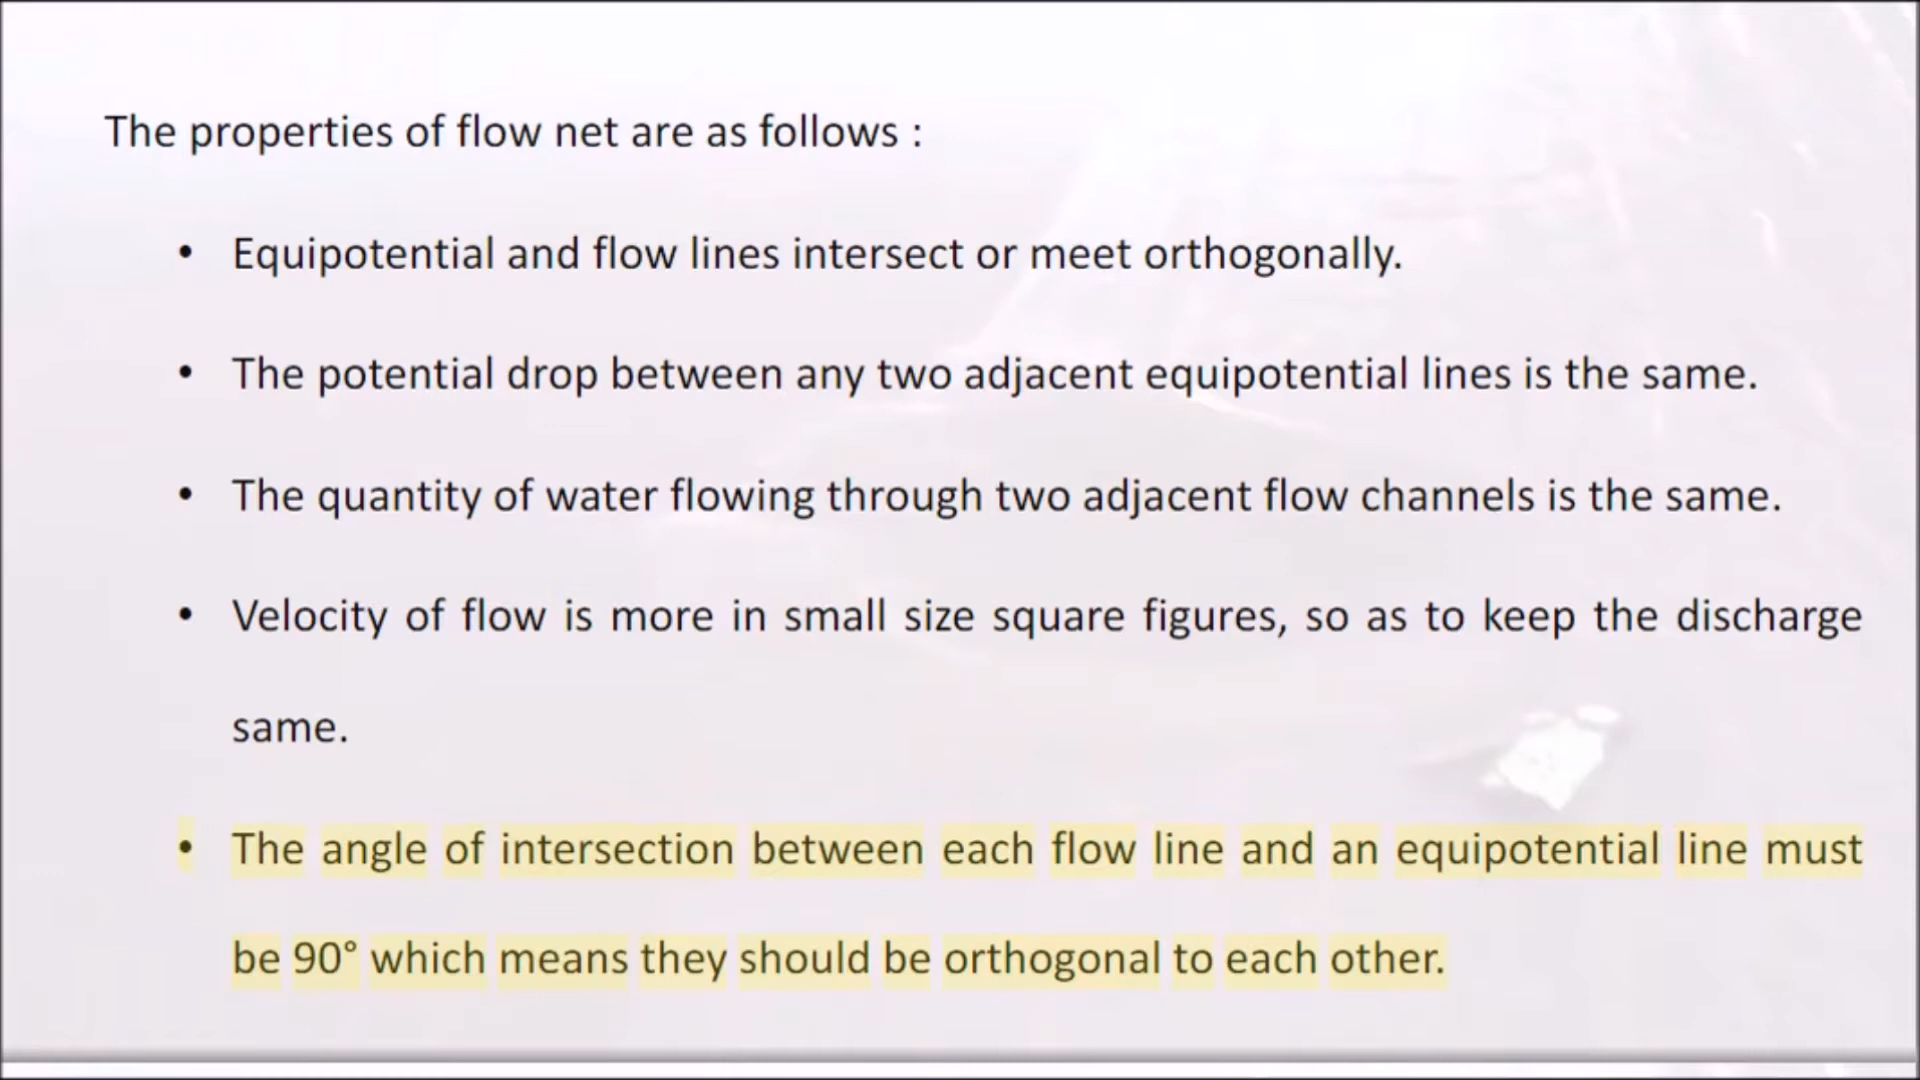 The properties of flow net are as follows :
• Equipotential and flow lines intersect or meet orthogonally.
• The potential drop between any two adjacent equipotential lines is the same.
• The quantity of water flowing through two adjacent flow channels is the same.
• Velocity of flow is more in small size square figures, so as to keep the discharge
same.
• The angle of intersection between each flow line and an equipotential line must
be 90° which means they should be orthogonal to each other.